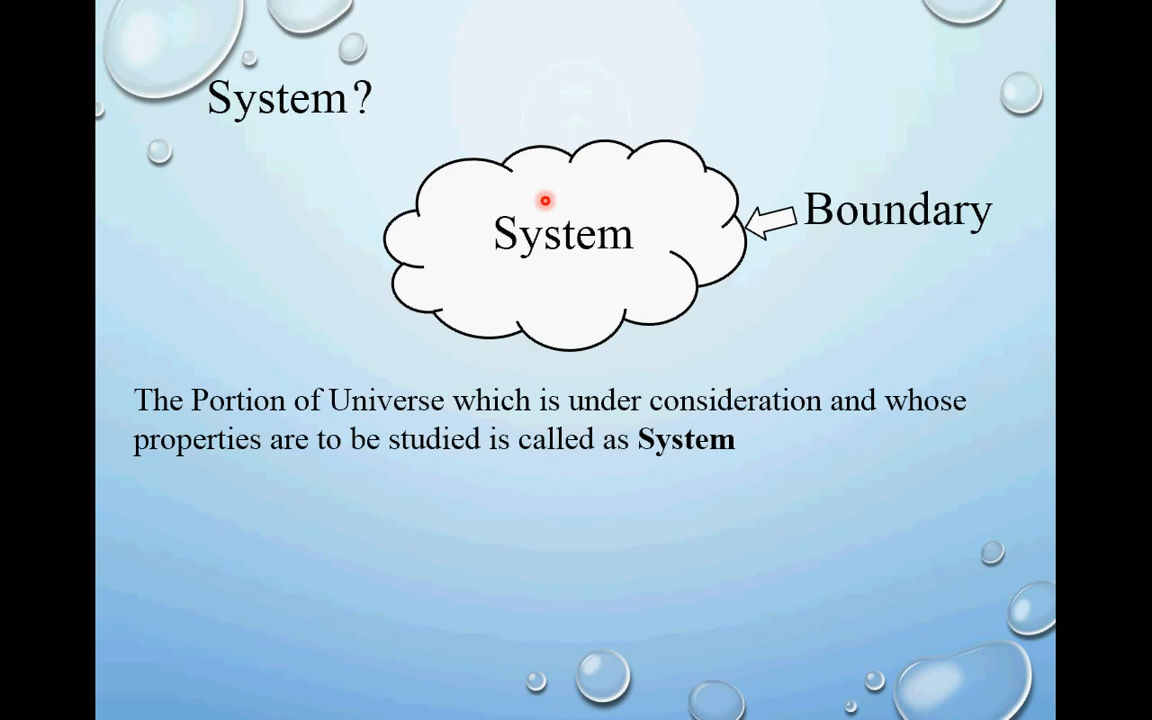 System?
System
Boundary
The Portion of Universe which is under consideration and whose
properties are to be studied is called as System